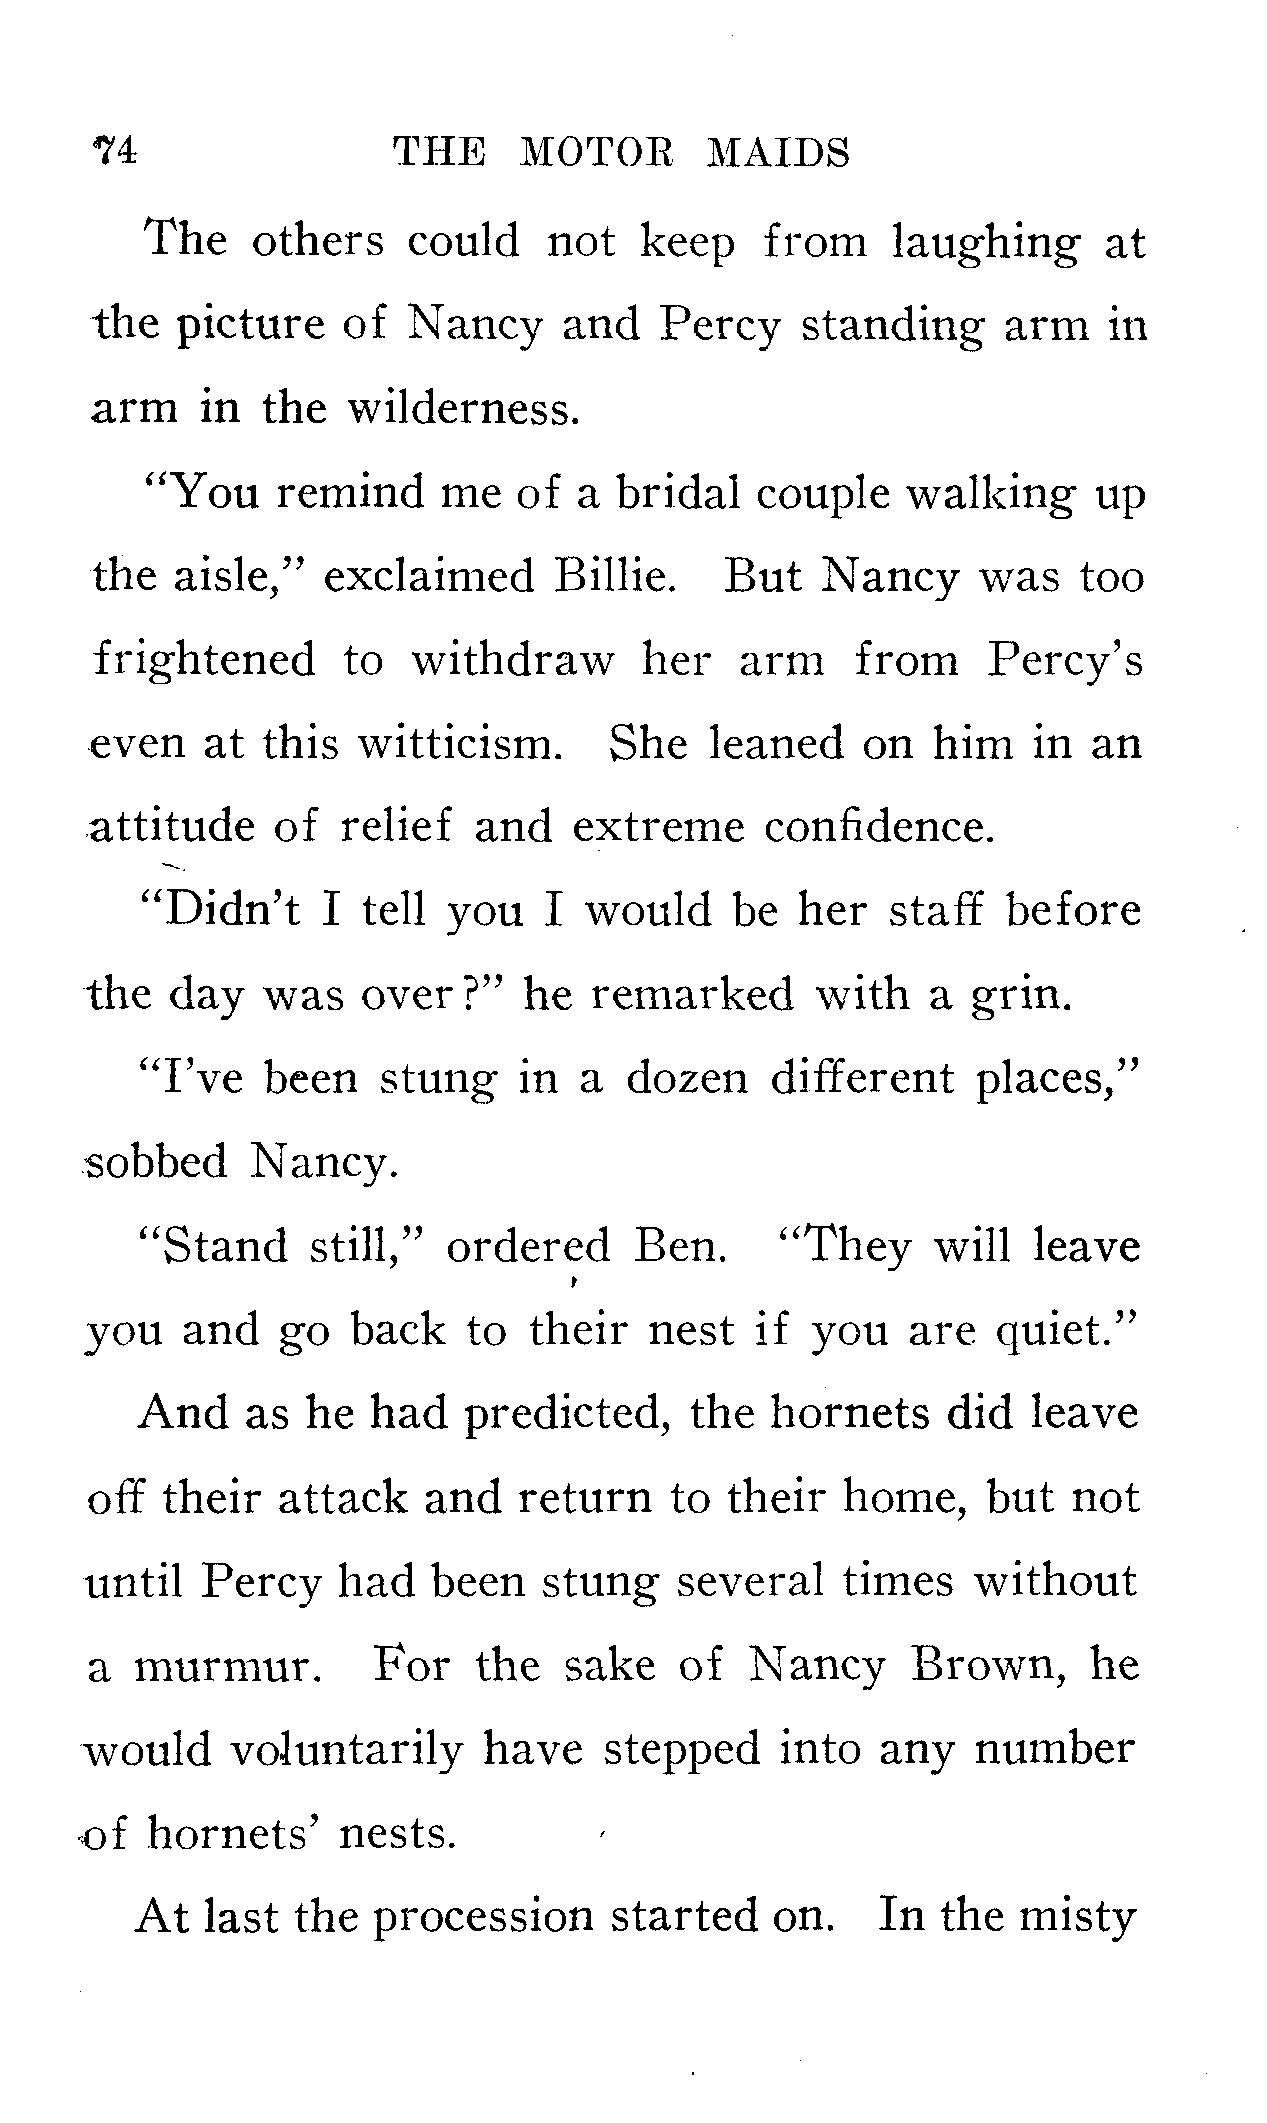 74 THE MOTOR MAIDS
The others could not keep from laughing at
the picture of Nancy and Percy standing arm in
arm in the wilderness.
“You remind me of a bridal couple walking up
the aisle,” exclaimed Billie. But Nancy was too
frightened to withdraw her arm from Percy’s
even at this witticism. She leaned on him in an
attitude of relief and extreme confidence.
“Didn’t I tell you I would be her staff before
the day was over?” he remarked with a grin.
“I’ve been stung in a dozen different places,”
sobbed Nancy.
“Stand still,” ordered Ben. “They will leave
you and go back to their nest if you are quiet.”
And as he had predicted, the hornets did leave
off their attack and return to their home, but not
until Percy had been stung several times without
a murmur. For the sake of Nancy Brown, he
would voluntarily have stepped into any number
of hornets’ nests.
At last the procession started on. In the misty